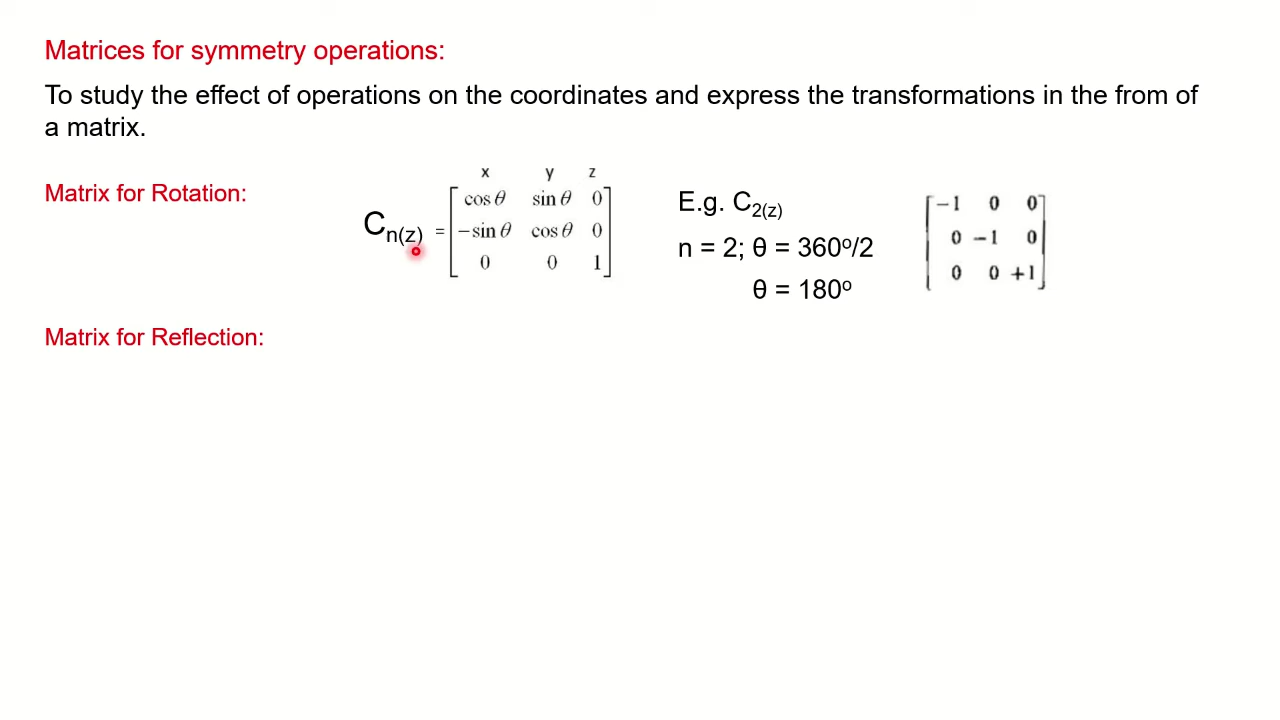 Matrices for symmetry operations:
To study the effect of operations on the coordinates and express the transformations in the from of
a matrix.
Matrix for Rotation:
x y z
Cn(z) =
cos θ sin θ 0
−sin θ cos θ 0
0 0 1
E.g. C2(z)
n = 2; θ = 360º/2
θ = 180º
−1 0 0
0 −1 0
0 0 +1
Matrix for Reflection: